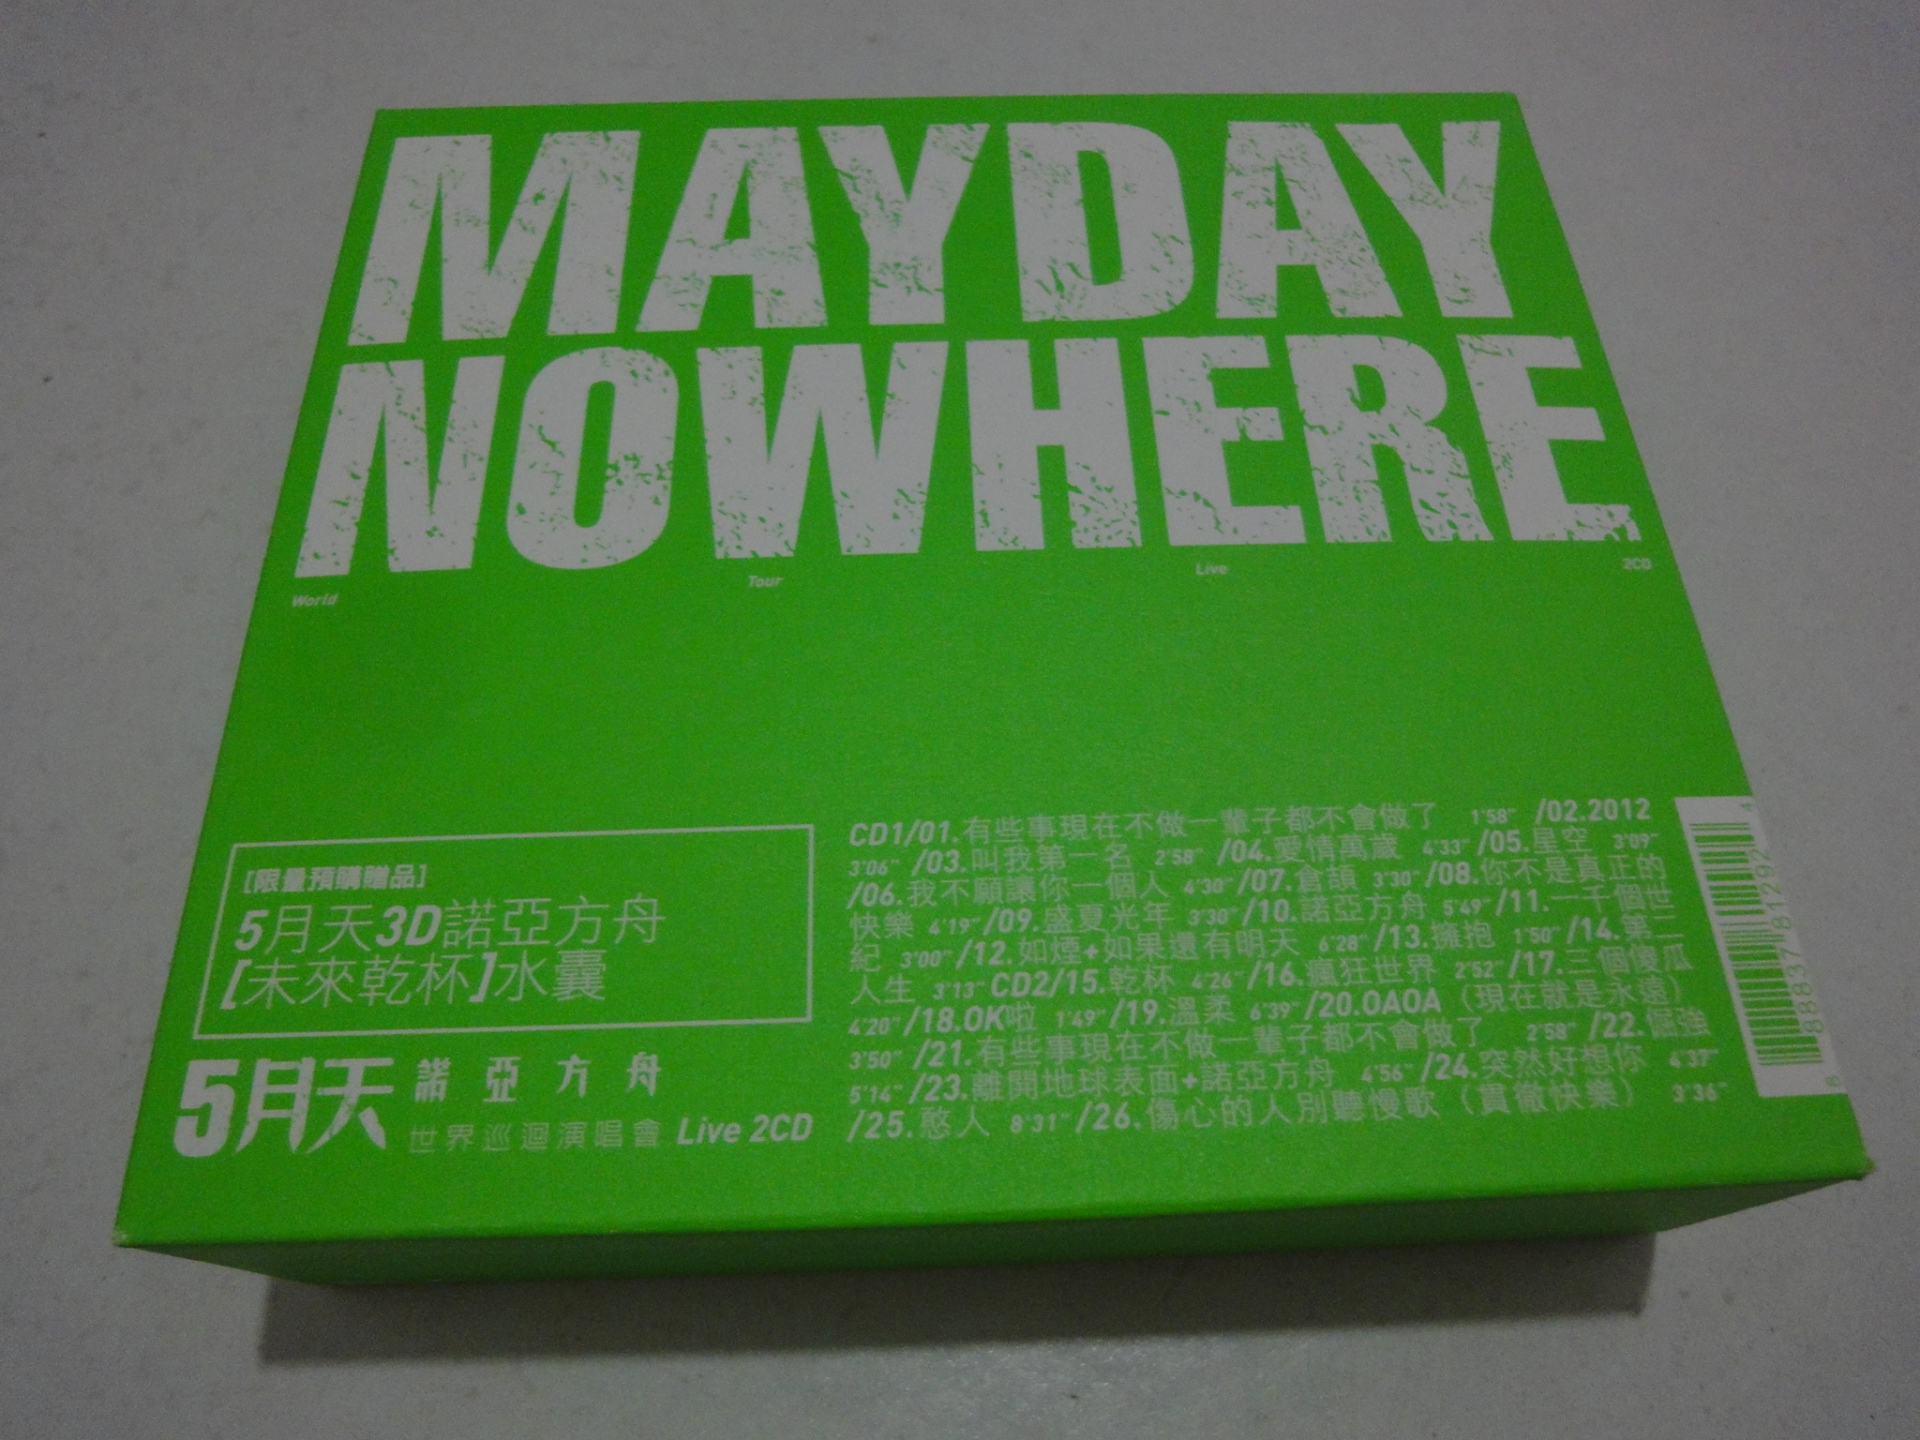 MAYDAY
NOWHERE
World Tour Live 2CD
[限量預購贈品]
5月天3D諾亞方舟
[未來乾杯]水囊
5月天 諾亞方舟
世界巡迴演唱會 Live 2CD
CD1/01.有些事現在不做一輩子都不會做了 1'58" /02.2012
3'06" /03.叫我第一名 2'58" /04.愛情萬歲 4'33" /05.星空 3'09"
/06.我不願讓你一個人 4'30" /07.倉頡 3'30" /08.你不是真正的
快樂 4'19" /09.盛夏光年 3'30" /10.諾亞方舟 5'49" /11.一千個世
紀 3'00" /12.如煙+如果還有明天 6'28" /13.擁抱 1'50" /14.第二
人生 3'13" CD2/15.乾杯 4'26" /16.瘋狂世界 2'52" /17.三個傻瓜
4'20" /18.OK啦 1'49" /19.溫柔 6'39" /20.OAOA（現在就是永遠）
3'50" /21.有些事現在不做一輩子都不會做了 2'58" /22.倔強
5'14" /23.離開地球表面+諾亞方舟 4'56" /24.突然好想你 4'37"
/25.憨人 8'31" /26.傷心的人別聽慢歌（貫徹快樂） 3'36"